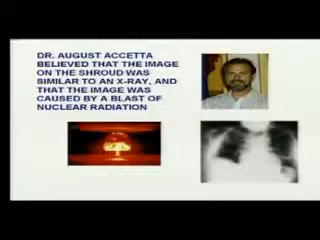 DR. AUGUST ACCETTA
BELIEVED THAT THE IMAGE
ON THE SHROUD WAS
SIMILAR TO AN X-RAY, AND
THAT THE IMAGE WAS
CAUSED BY A BLAST OF
NUCLEAR RADIATION